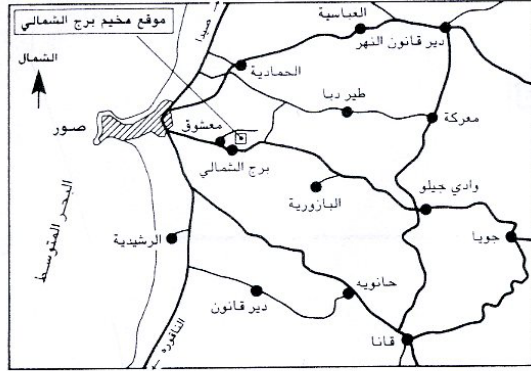 موقع مخيم برج الشمالي
صيدا
العباسية
دير قانون النهر
الشمال
الحمادية
طير دبا
معركة
صور
معشوق
برج الشمالي
وادي جيلو
البازورية
جويا
البحر المتوسط
الرشيدية
حانويه
دير قانون
قانا
الناقوره